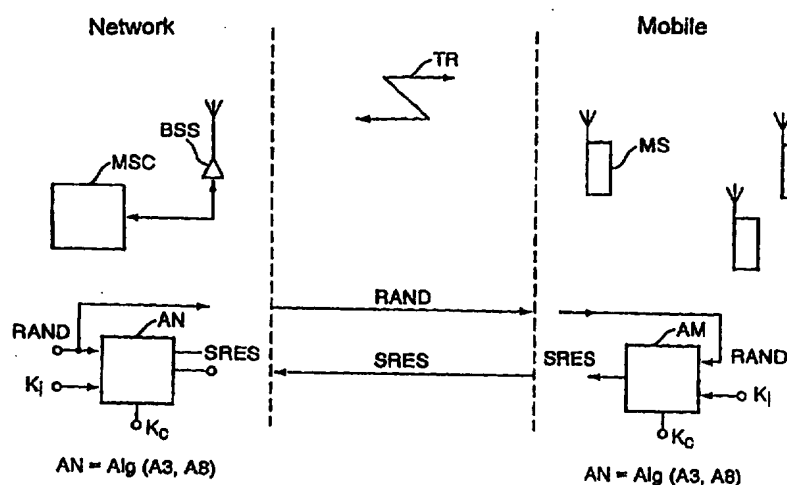 Network
Mobile
TR
BSS
MSC
MS
RAND
AN
AM
RAND
RAND
SRES
SRES
SRES
Ki
Ki
Kc
Kc
AN = Alg (A3, A8)
AN = Alg (A3, A8)